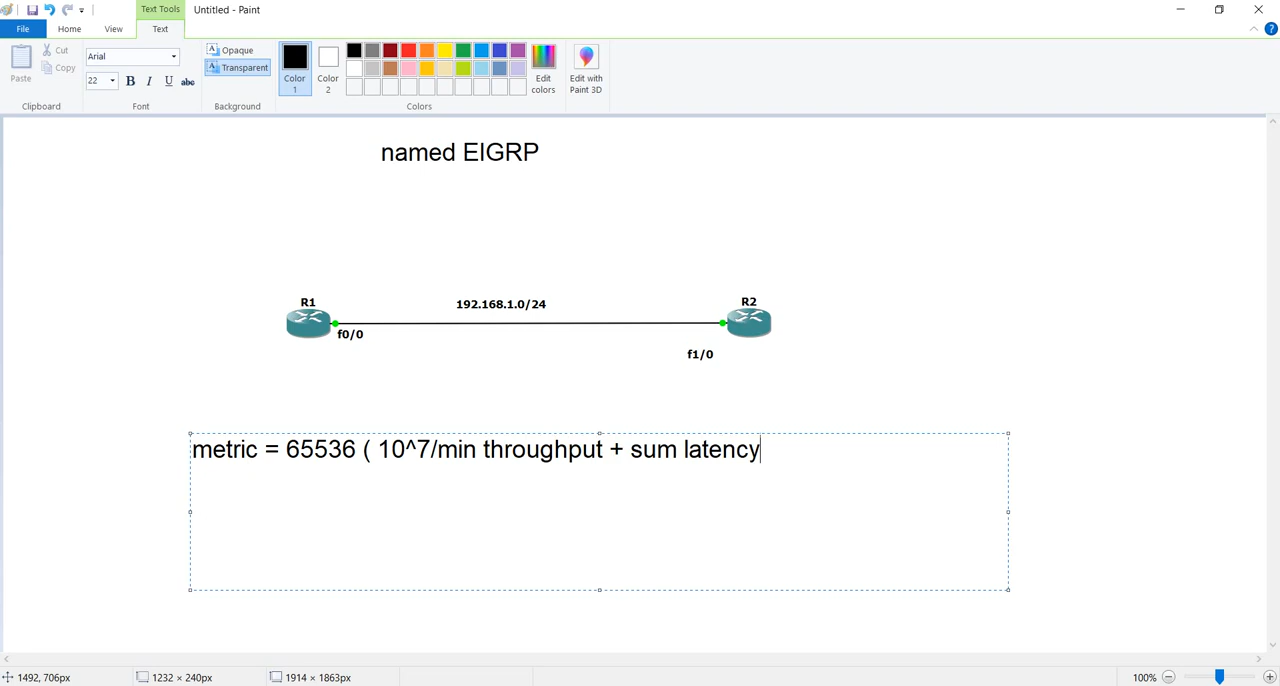 Text Tools
Untitled - Paint
File
Home
View
Text
Paste
Cut
Copy
Clipboard
Arial
22
B I U abc
Font
Opaque
Transparent
Background
Color 1
Color 2
Edit colors
Colors
Edit with Paint 3D
named EIGRP
R1
192.168.1.0/24
R2
f0/0
f1/0
metric = 65536 ( 10^7/min throughput + sum latency
1492, 706px
1232 × 240px
1914 × 1863px
100%